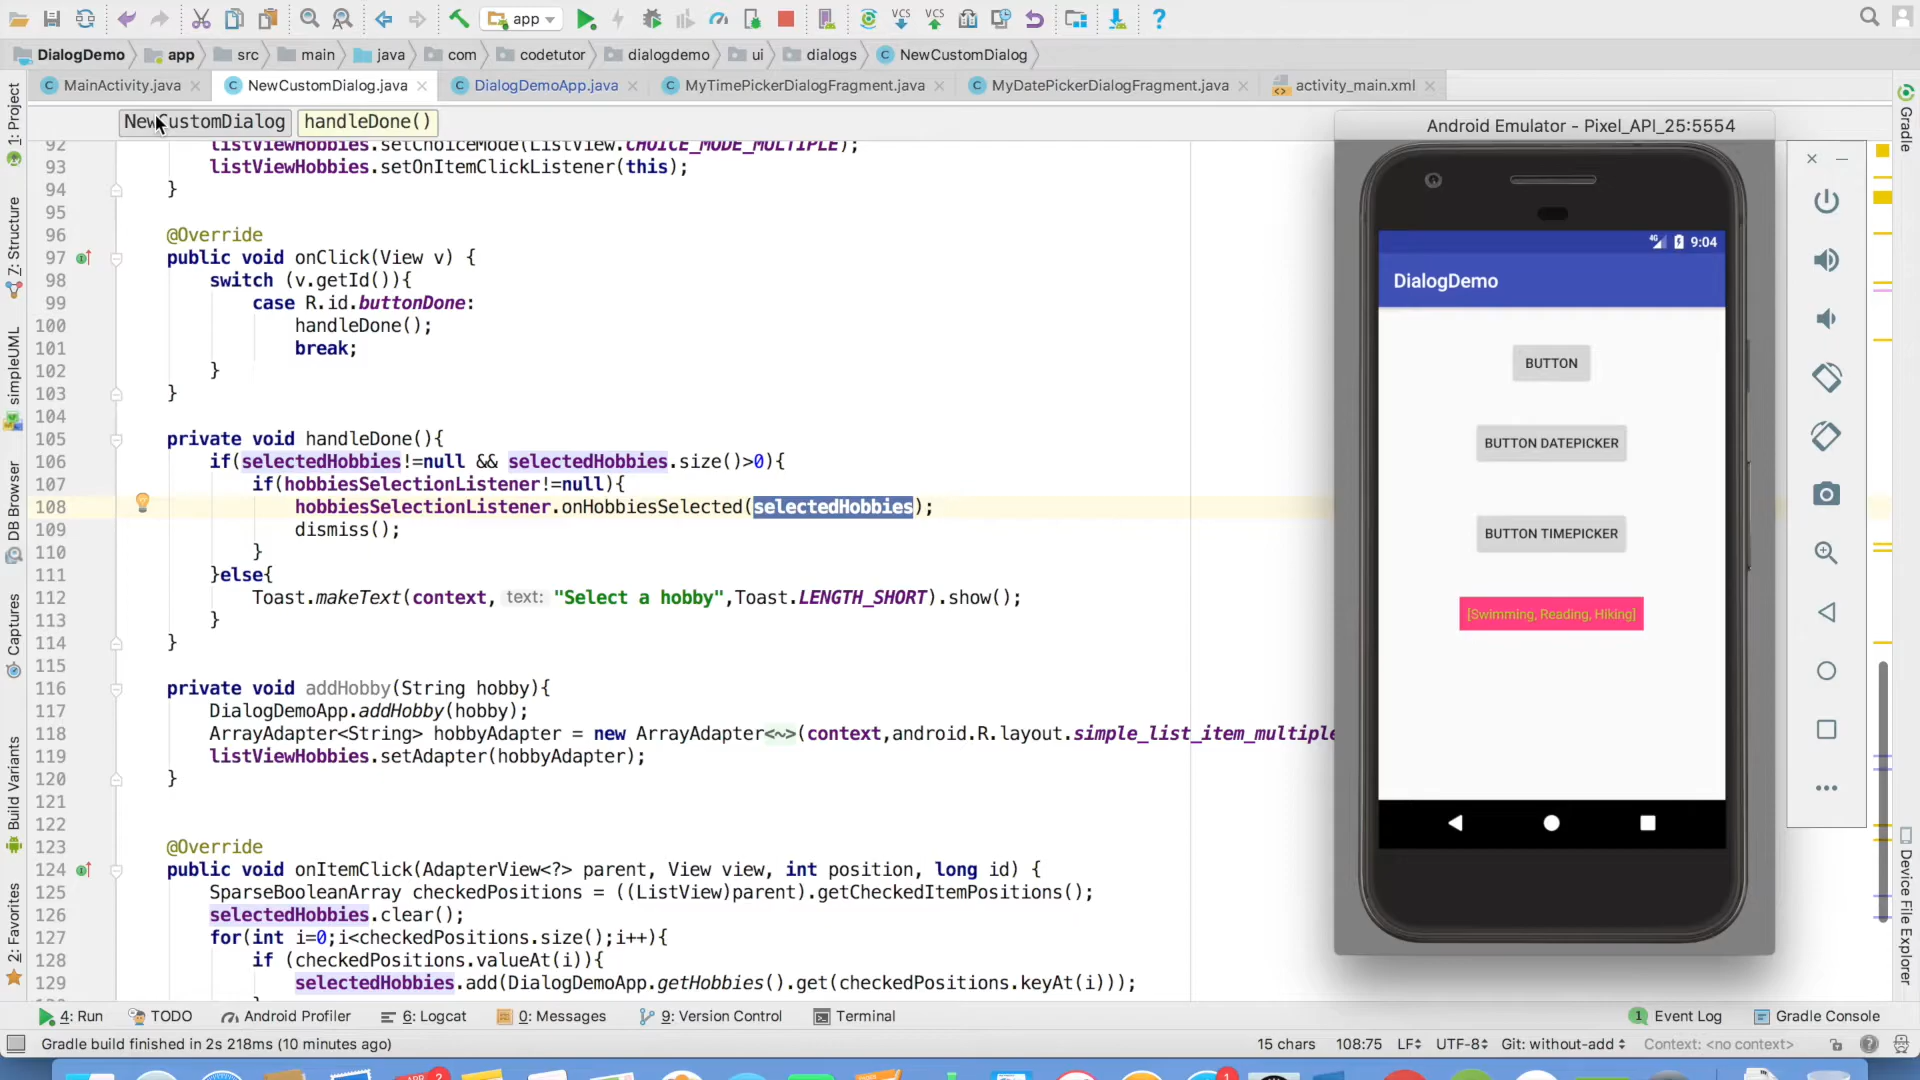 app
DialogDemo app src main java com codetutor dialogdemo ui dialogs NewCustomDialog
MainActivity.java NewCustomDialog.java DialogDemoApp.java MyTimePickerDialogFragment.java MyDatePickerDialogFragment.java activity_main.xml
NewCustomDialog handleDone()
1: Project
7: Structure
simpleUML
DB Browser
Captures
Build Variants
2: Favorites
92 listViewHobbies.setChoiceMode(ListView.CHOICE_MODE_MULTIPLE);
93 listViewHobbies.setOnItemClickListener(this);
94 }
95
96 @Override
97 public void onClick(View v) {
98 switch (v.getId()){
99 case R.id.buttonDone:
100 handleDone();
101 break;
102 }
103 }
104
105 private void handleDone(){
106 if(selectedHobbies!=null && selectedHobbies.size()>0){
107 if(hobbiesSelectionListener!=null){
108 hobbiesSelectionListener.onHobbiesSelected(selectedHobbies);
109 dismiss();
110 }
111 }else{
112 Toast.makeText(context, text: "Select a hobby",Toast.LENGTH_SHORT).show();
113 }
114 }
115
116 private void addHobby(String hobby){
117 DialogDemoApp.addHobby(hobby);
118 ArrayAdapter<String> hobbyAdapter = new ArrayAdapter<~>(context,android.R.layout.simple_list_item_multiple
119 listViewHobbies.setAdapter(hobbyAdapter);
120 }
121
122
123 @Override
124 public void onItemClick(AdapterView<?> parent, View view, int position, long id) {
125 SparseBooleanArray checkedPositions = ((ListView)parent).getCheckedItemPositions();
126 selectedHobbies.clear();
127 for(int i=0;i<checkedPositions.size();i++){
128 if (checkedPositions.valueAt(i)){
129 selectedHobbies.add(DialogDemoApp.getHobbies().get(checkedPositions.keyAt(i)));
Android Emulator - Pixel_API_25:5554
4G 9:04
DialogDemo
BUTTON
BUTTON DATEPICKER
BUTTON TIMEPICKER
[Swimming, Reading, Hiking]
Gradle
Device File Explorer
4: Run TODO Android Profiler 6: Logcat 0: Messages 9: Version Control Terminal 1 Event Log Gradle Console
Gradle build finished in 2s 218ms (10 minutes ago) 15 chars 108:75 LF UTF-8 Git: without-add Context: <no context>